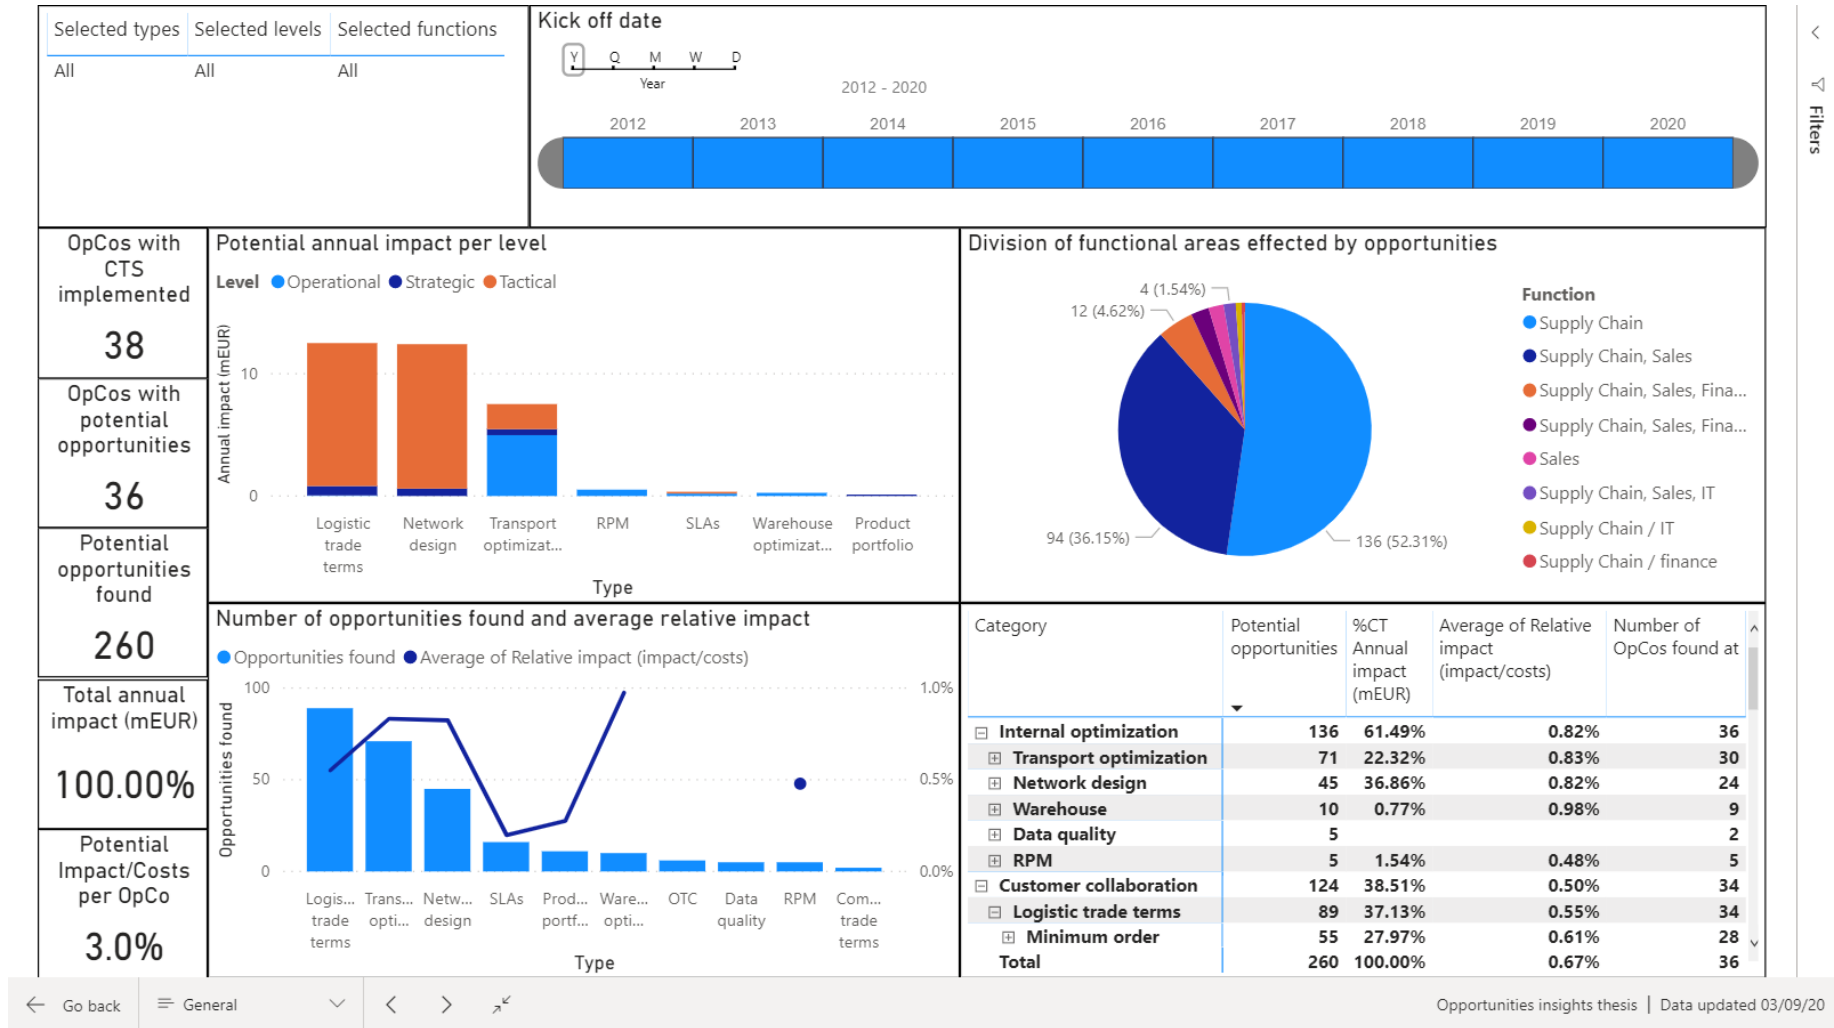 Selected types Selected levels Selected functions
All All All
Kick off date
Y Q M W D
Year
2012 - 2020
2012 2013 2014 2015 2016 2017 2018 2019 2020
Filters
OpCos with
CTS
implemented
38
OpCos with
potential
opportunities
36
Potential
opportunities
found
260
Total annual
impact (mEUR)
100.00%
Potential
Impact/Costs
per OpCo
3.0%
Potential annual impact per level
Level Operational Strategic Tactical
Annual impact (mEUR)
10
0
Logistic trade terms
Network design
Transport optimizat...
RPM
SLAs
Warehouse optimizat...
Product portfolio
Type
Division of functional areas effected by opportunities
4 (1.54%)
12 (4.62%)
94 (36.15%)
136 (52.31%)
Function
Supply Chain
Supply Chain, Sales
Supply Chain, Sales, Fina...
Supply Chain, Sales, Fina...
Sales
Supply Chain, Sales, IT
Supply Chain / IT
Supply Chain / finance
Number of opportunities found and average relative impact
Opportunities found Average of Relative impact (impact/costs)
Opportunities found
100
50
0
1.0%
0.5%
0.0%
Logis... trade terms
Trans... opti...
Netw... design
SLAs
Prod... portf...
Ware... opti...
OTC
Data quality
RPM
Com... trade terms
Type
Category Potential opportunities %CT Annual impact (mEUR) Average of Relative impact (impact/costs) Number of OpCos found at
Internal optimization 136 61.49% 0.82% 36
Transport optimization 71 22.32% 0.83% 30
Network design 45 36.86% 0.82% 24
Warehouse 10 0.77% 0.98% 9
Data quality 5 2
RPM 5 1.54% 0.48% 5
Customer collaboration 124 38.51% 0.50% 34
Logistic trade terms 89 37.13% 0.55% 34
Minimum order 55 27.97% 0.61% 28
Total 260 100.00% 0.67% 36
Go back General
Opportunities insights thesis | Data updated 03/09/20